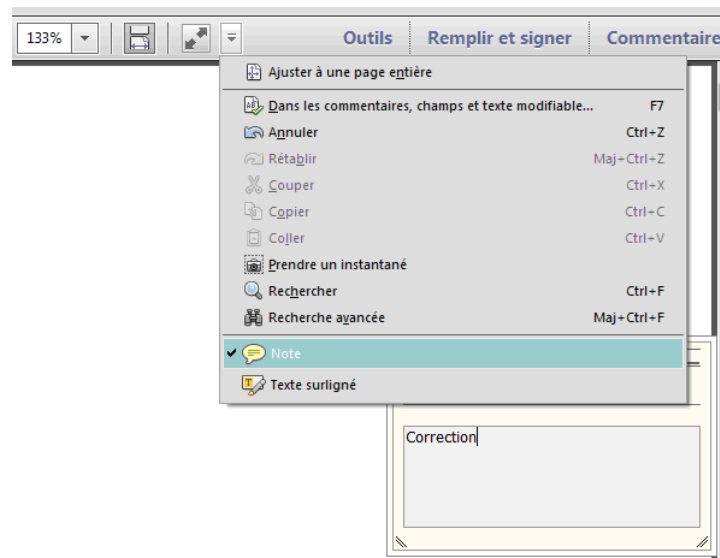 133% Outils Remplir et signer Commentaire
Ajuster à une page entière
Dans les commentaires, champs et texte modifiable... F7
Annuler Ctrl+Z
Rétablir Maj+Ctrl+Z
Couper Ctrl+X
Copier Ctrl+C
Coller Ctrl+V
Prendre un instantané
Rechercher Ctrl+F
Recherche avancée Maj+Ctrl+F
Note
Texte surligné
Correction